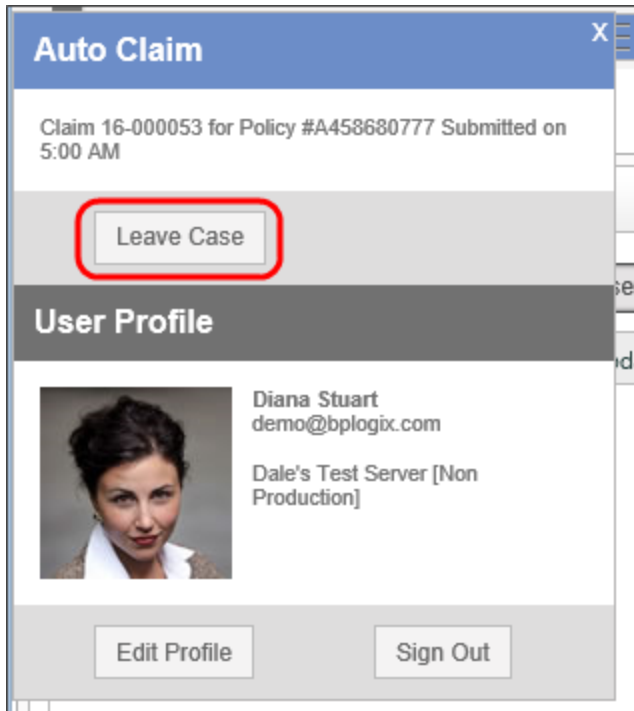 Auto Claim
X
Claim 16-000053 for Policy #A458680777 Submitted on
5:00 AM
Leave Case
User Profile
Diana Stuart
demo@bplogix.com
Dale's Test Server [Non
Production]
Edit Profile
Sign Out